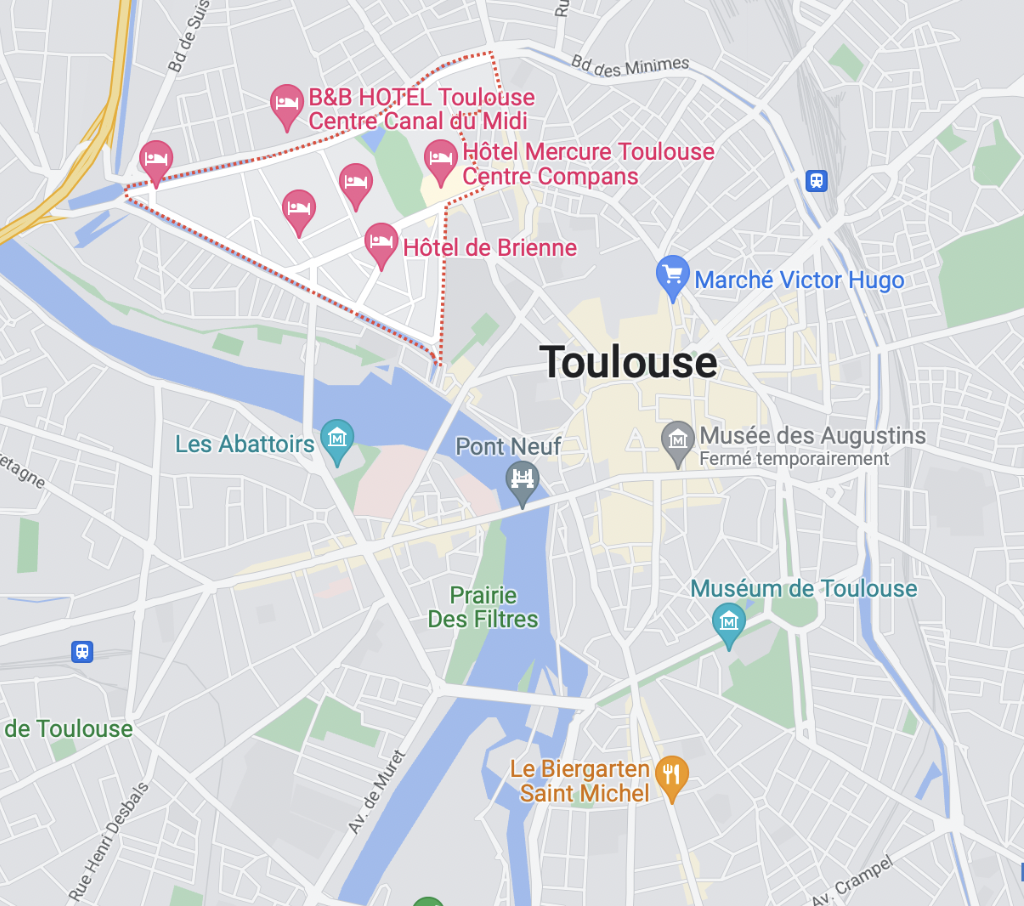 Bd de Suis
Ru
Bd des Minimes
B&B HOTEL Toulouse
Centre Canal du Midi
Hôtel Mercure Toulouse
Centre Compans
Hôtel de Brienne
Marché Victor Hugo
Toulouse
Les Abattoirs
Pont Neuf
Musée des Augustins
Fermé temporairement
etagne
Prairie
Des Filtres
Muséum de Toulouse
de Toulouse
Le Biergarten
Saint Michel
Av. de Muret
Rue Henri Desbals
Av. Crampel